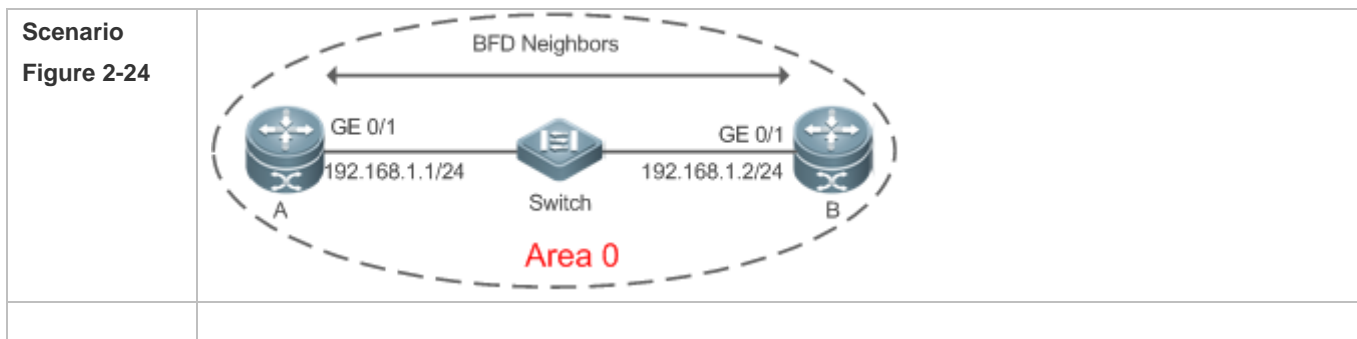 Scenario
Figure 2-24
BFD Neighbors
GE 0/1
GE 0/1
192.168.1.1/24
192.168.1.2/24
A
Switch
B
Area 0